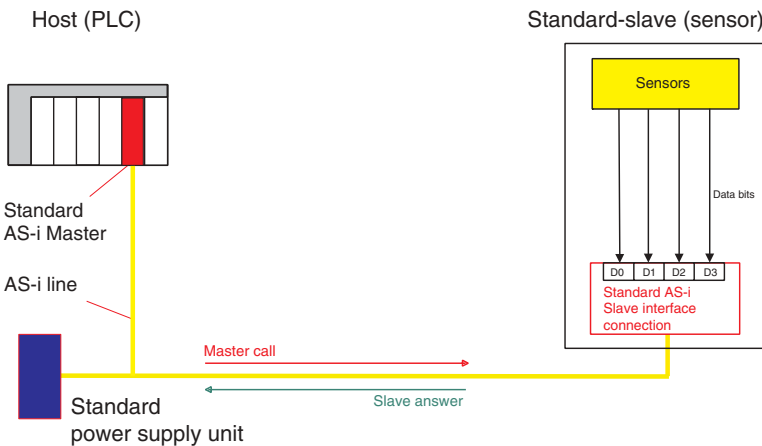 Host (PLC)
Standard-slave (sensor)
Sensors
Data bits
Standard
AS-i Master
D0 D1 D2 D3
Standard AS-i
Slave interface
connection
AS-i line
Master call
Slave answer
Standard
power supply unit